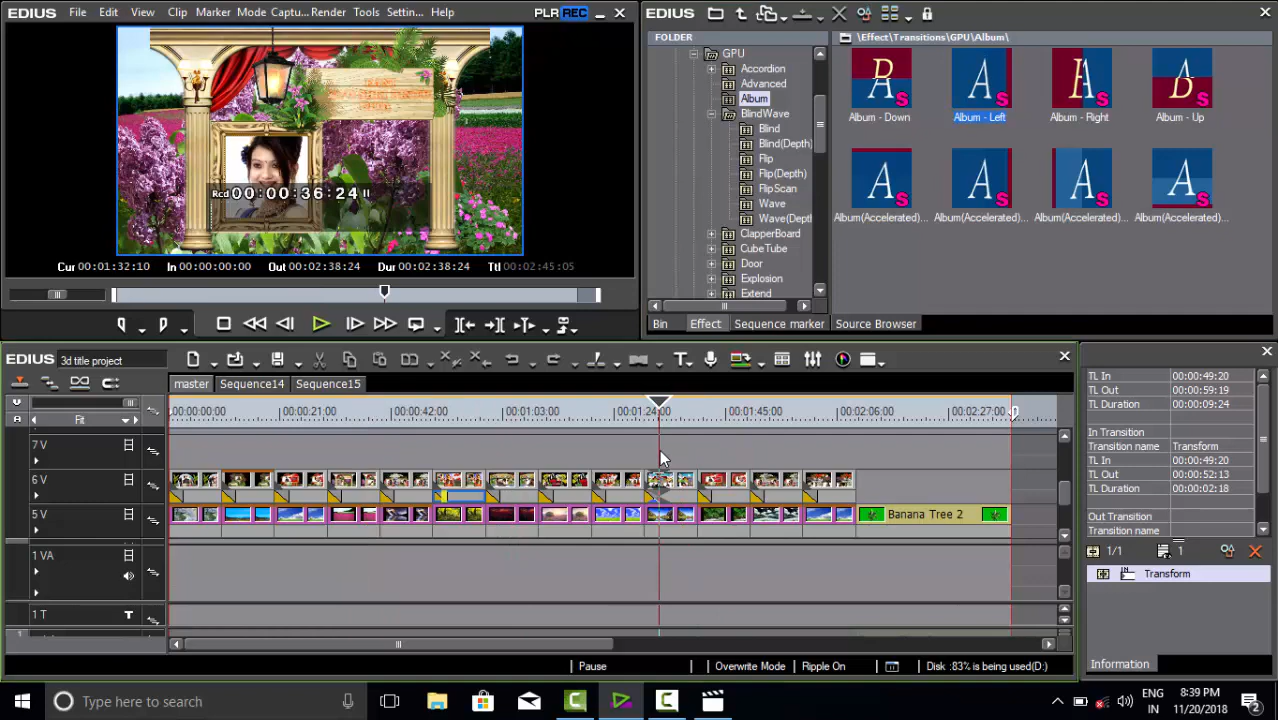 File Edit View Clip Marker Mode Captu... Render Tools Settin... Help PLR REC
Rcd 00:00:36:24
Cur 00:01:32:10 In 00:00:00:00 Out 00:02:38:24 Dur 00:02:38:24 Ttl 00:02:45:05
EDIUS
FOLDER
GPU
Accordion
Advanced
Album
BlindWave
Blind
Blind(Depth)
Flip
Flip(Depth)
FlipScan
Wave
Wave(Dept
ClapperBoard
CubeTube
Door
Explosion
Extend
\Effect\Transitions\GPU\Album\
Album - Down Album - Left Album - Right Album - Up
Album(Accelerated)... Album(Accelerated)... Album(Accelerated)... Album(Accelerated)...
Bin Effect Sequence marker Source Browser
EDIUS 3d title project
master Sequence14 Sequence15
Fit
00:00:00:00 00:00:21:00 00:00:42:00 00:01:03:00 00:01:24:00 00:01:45:00 00:02:06:00 00:02:27:00
7 V
6 V
5 V
Banana Tree 2
1 VA
1 T
Pause Overwrite Mode Ripple On Disk :83% is being used(D:)
TL In 00:00:49:20
TL Out 00:00:59:19
TL Duration 00:00:09:24
In Transition
Transition name Transform
TL In 00:00:49:20
TL Out 00:00:52:13
TL Duration 00:00:02:18
Out Transition
Transition name
1/1 1
Transform
Information
Type here to search
ENG
IN
8:39 PM
11/20/2018
2